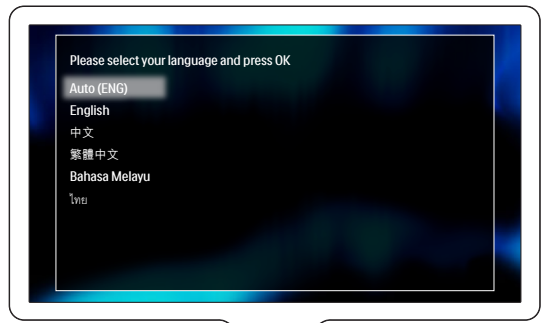 Please select your language and press OK
Auto (ENG)
English
中文
繁體中文
Bahasa Melayu
ไทย